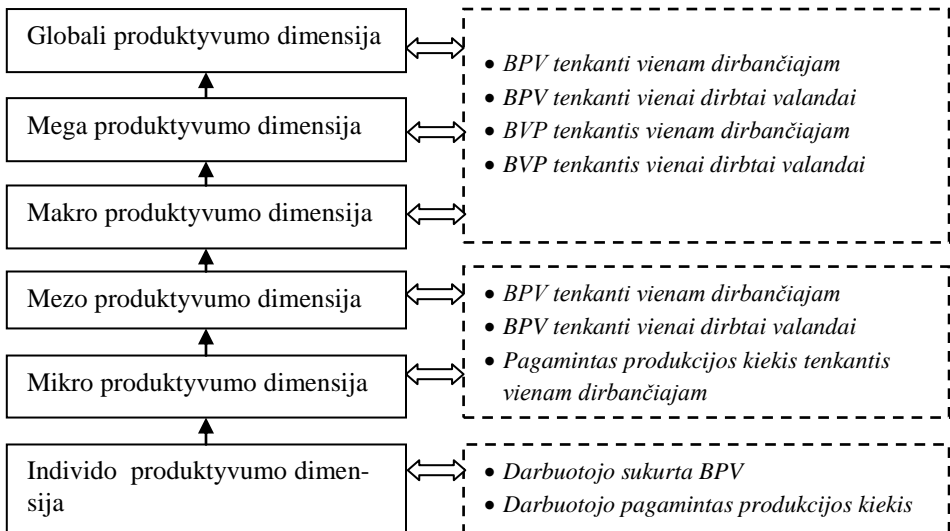 Globali produktyvumo dimensija
Mega produktyvumo dimensija
Makro produktyvumo dimensija
Mezo produktyvumo dimensija
Mikro produktyvumo dimensija
Individo produktyvumo dimen-
sija
• BPV tenkanti vienam dirbančiajam
• BPV tenkanti vienai dirbtai valandai
• BVP tenkantis vienam dirbančiajam
• BVP tenkantis vienai dirbtai valandai
• BPV tenkanti vienam dirbančiajam
• BPV tenkanti vienai dirbtai valandai
• Pagamintas produkcijos kiekis tenkantis
vienam dirbančiajam
• Darbuotojo sukurta BPV
• Darbuotojo pagamintas produkcijos kiekis